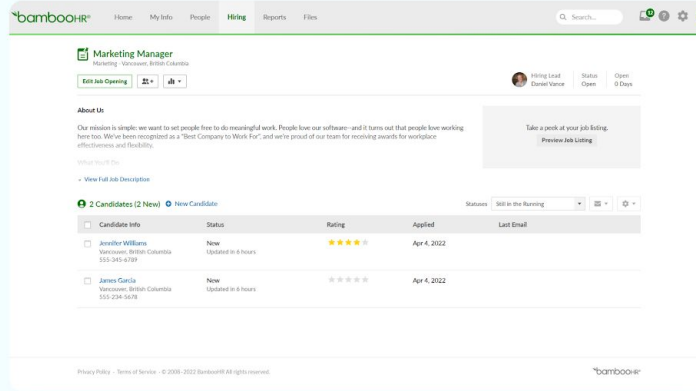 bambooHR®
Home My Info People Hiring Reports Files
Search...
12
Marketing Manager
Marketing - Vancouver, British Columbia
Edit Job Opening
Hiring Lead
Daniel Vance
Status
Open
Open
0 Days
About Us
Our mission is simple: we want to set people free to do meaningful work. People love our software--and it turns out that people love working
here too. We've been recognized as a "Best Company to Work For", and we're proud of our team for receiving awards for workplace
effectiveness and flexibility.
What You'll Do
View Full Job Description
Take a peek at your job listing.
Preview Job Listing
2 Candidates (2 New) New Candidate
Statuses Still in the Running
Candidate Info Status Rating Applied Last Email
Jennifer Williams New Apr 4, 2022
Vancouver, British Columbia Updated in 6 hours
555-345-6789
James Garcia New Apr 4, 2022
Vancouver, British Columbia Updated in 6 hours
555-234-5678
Privacy Policy - Terms of Service - © 2008-2022 BambooHR All rights reserved.
bambooHR®